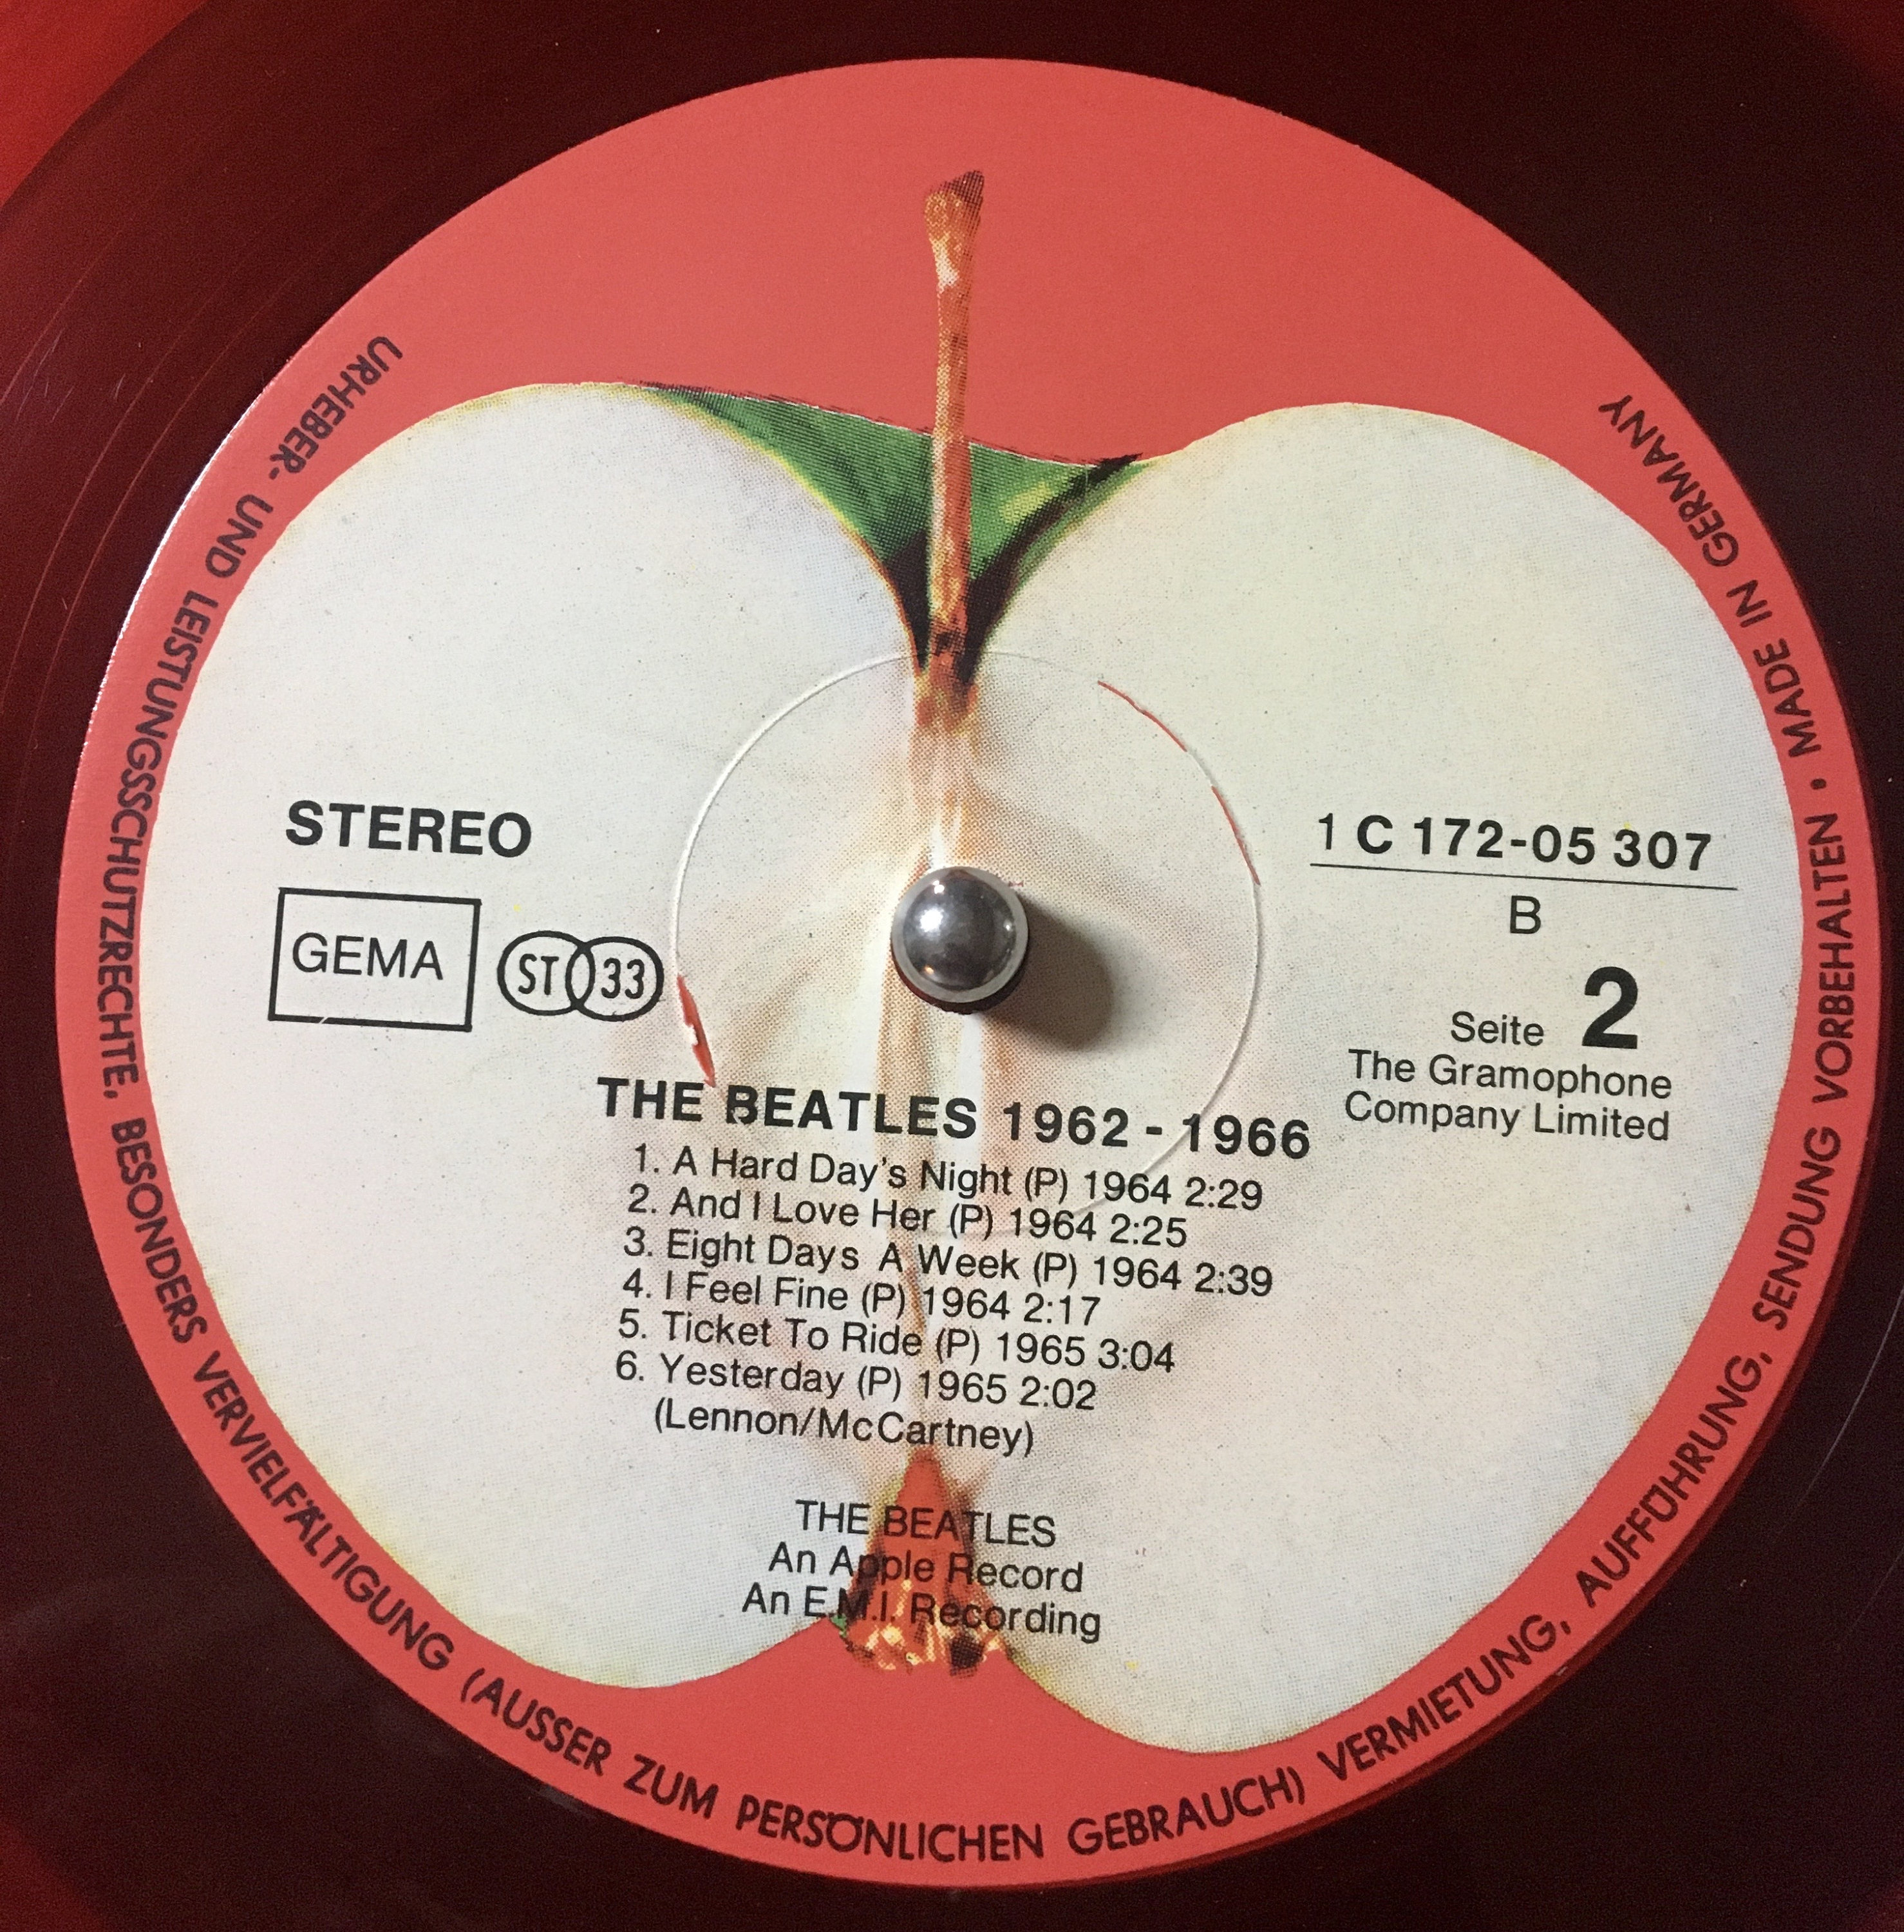 STEREO
GEMA
ST 33
1 C 172-05 307
B
Seite 2
The Gramophone
Company Limited
THE BEATLES 1962 - 1966
1. A Hard Day's Night (P) 1964 2:29
2. And I Love Her (P) 1964 2:25
3. Eight Days A Week (P) 1964 2:39
4. I Feel Fine (P) 1964 2:17
5. Ticket To Ride (P) 1965 3:04
6. Yesterday (P) 1965 2:02
(Lennon/McCartney)
THE BEATLES
An Apple Record
An E.M.I. Recording
URHEBER- UND LEISTUNGSSCHUTZRECHTE, BESONDERS VERVIELFÄLTIGUNG (AUSSER ZUM PERSÖNLICHEN GEBRAUCH) VERMIETUNG, AUFFÜHRUNG, SENDUNG VORBEHALTEN · MADE IN GERMANY